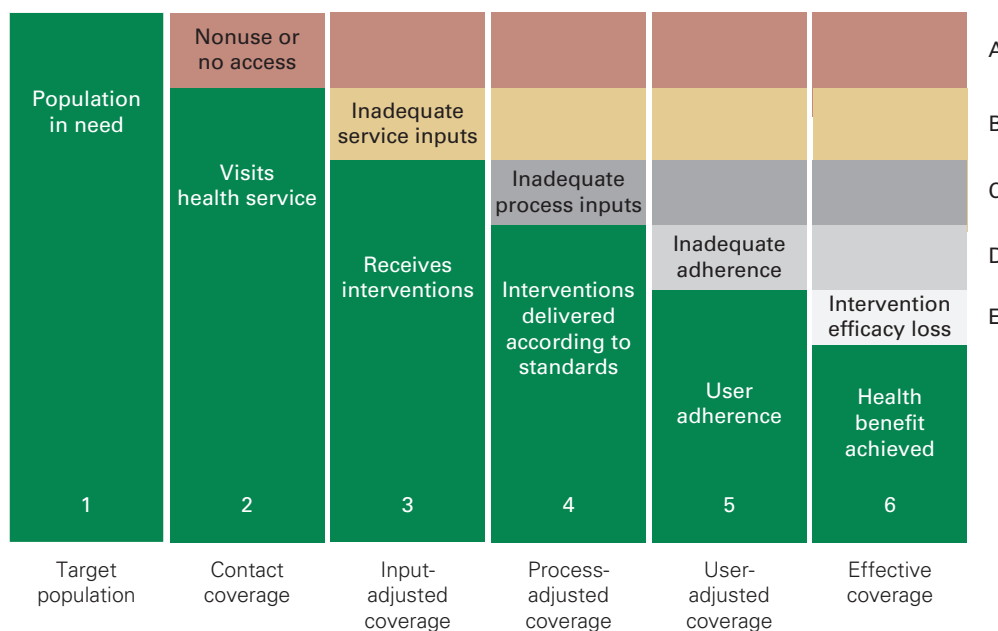 Nonuse or
no access
A
Population
in need
Inadequate
service inputs
B
Visits
health service
Inadequate
process inputs
C
Receives
interventions
Inadequate
adherence
D
Interventions
delivered
according to
standards
Intervention
efficacy loss
E
User
adherence
Health
benefit
achieved
1
2
3
4
5
6
Target
population
Contact
coverage
Input-
adjusted
coverage
Process-
adjusted
coverage
User-
adjusted
coverage
Effective
coverage